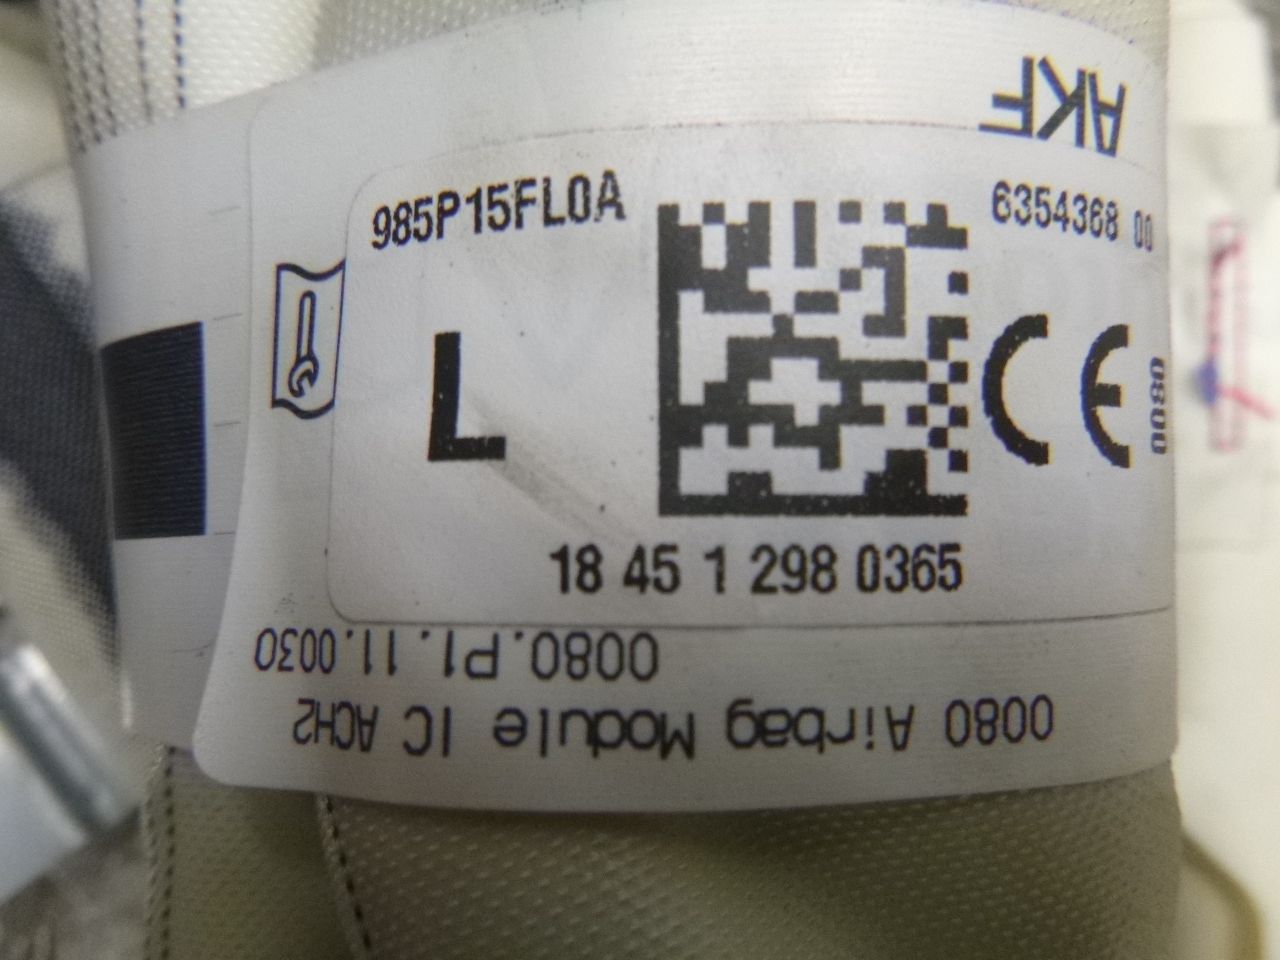 AKF
985P15FL0A
6354368 00
L
CE
0080
18 45 1 298 0365
0080.P1.11.0030
0080 Airbag Module IC ACH2